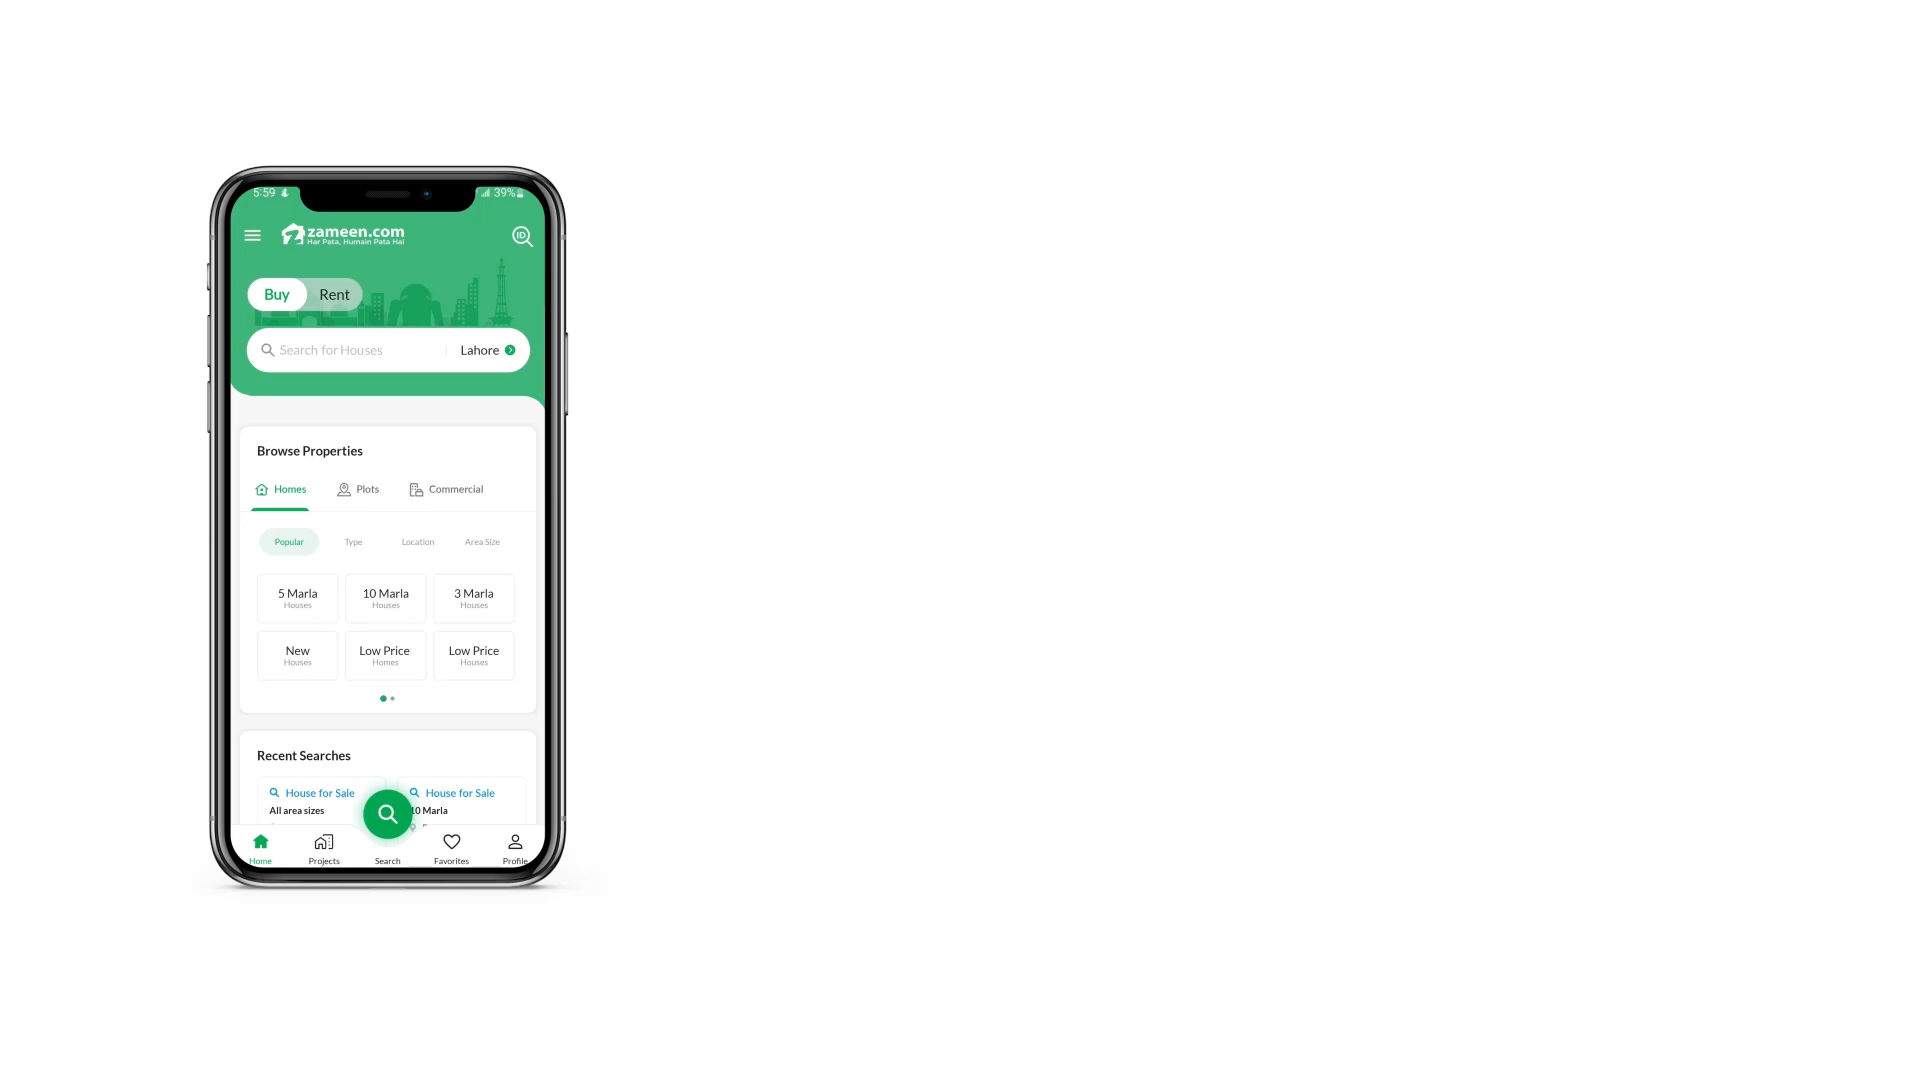 5:59
39%
zameen.com
Har Pata, Humain Pata Hai
ID
Buy Rent
Search for Houses Lahore
Browse Properties
Homes Plots Commercial
Popular Type Location Area Size
5 Marla 10 Marla 3 Marla
Houses Houses Houses
New Low Price Low Price
Houses Homes Houses
Recent Searches
House for Sale House for Sale
All area sizes 10 Marla
Home Projects Search Favorites Profile